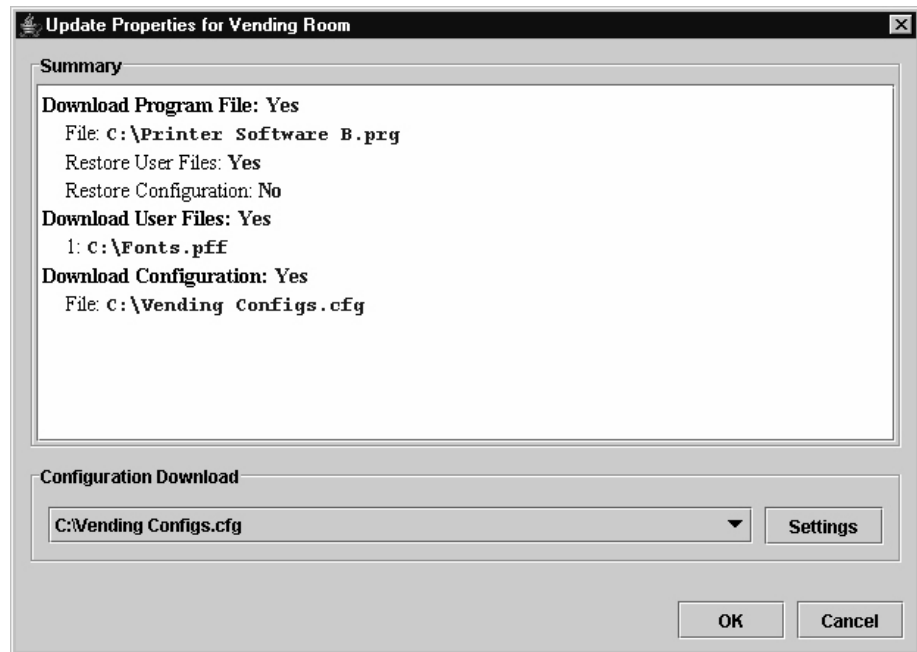 Update Properties for Vending Room
Summary
Download Program File: Yes
File: C:\Printer Software B.prg
Restore User Files: Yes
Restore Configuration: No
Download User Files: Yes
1: C:\Fonts.pff
Download Configuration: Yes
File: C:\Vending Configs.cfg
Configuration Download
C:\Vending Configs.cfg
Settings
OK
Cancel